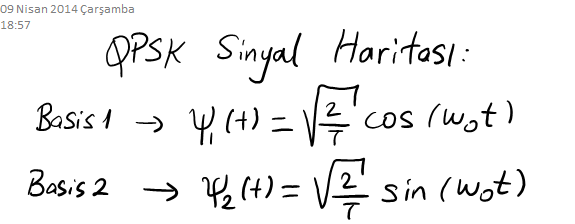 09 Nisan 2014 Çarşamba
18:57
QPSK Sinyal Haritası:
Basis 1 → Ψ₁(t) = √(2/T) cos(w₀t)
Basis 2 → Ψ₂(t) = √(2/T) sin(w₀t)